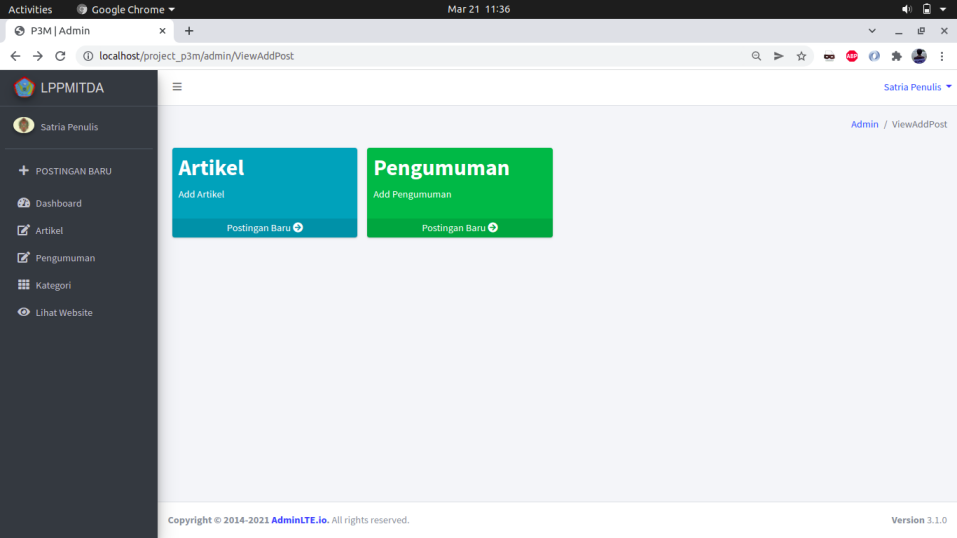 Activities Google Chrome Mar 21 11:36
P3M | Admin
localhost/project_p3m/admin/ViewAddPost
ABP
LPPMITDA
Satria Penulis
Satria Penulis
Admin / ViewAddPost
POSTINGAN BARU
Dashboard
Artikel
Pengumuman
Kategori
Lihat Website
Artikel
Add Artikel
Postingan Baru
Pengumuman
Add Pengumuman
Postingan Baru
Copyright © 2014-2021 AdminLTE.io. All rights reserved.
Version 3.1.0